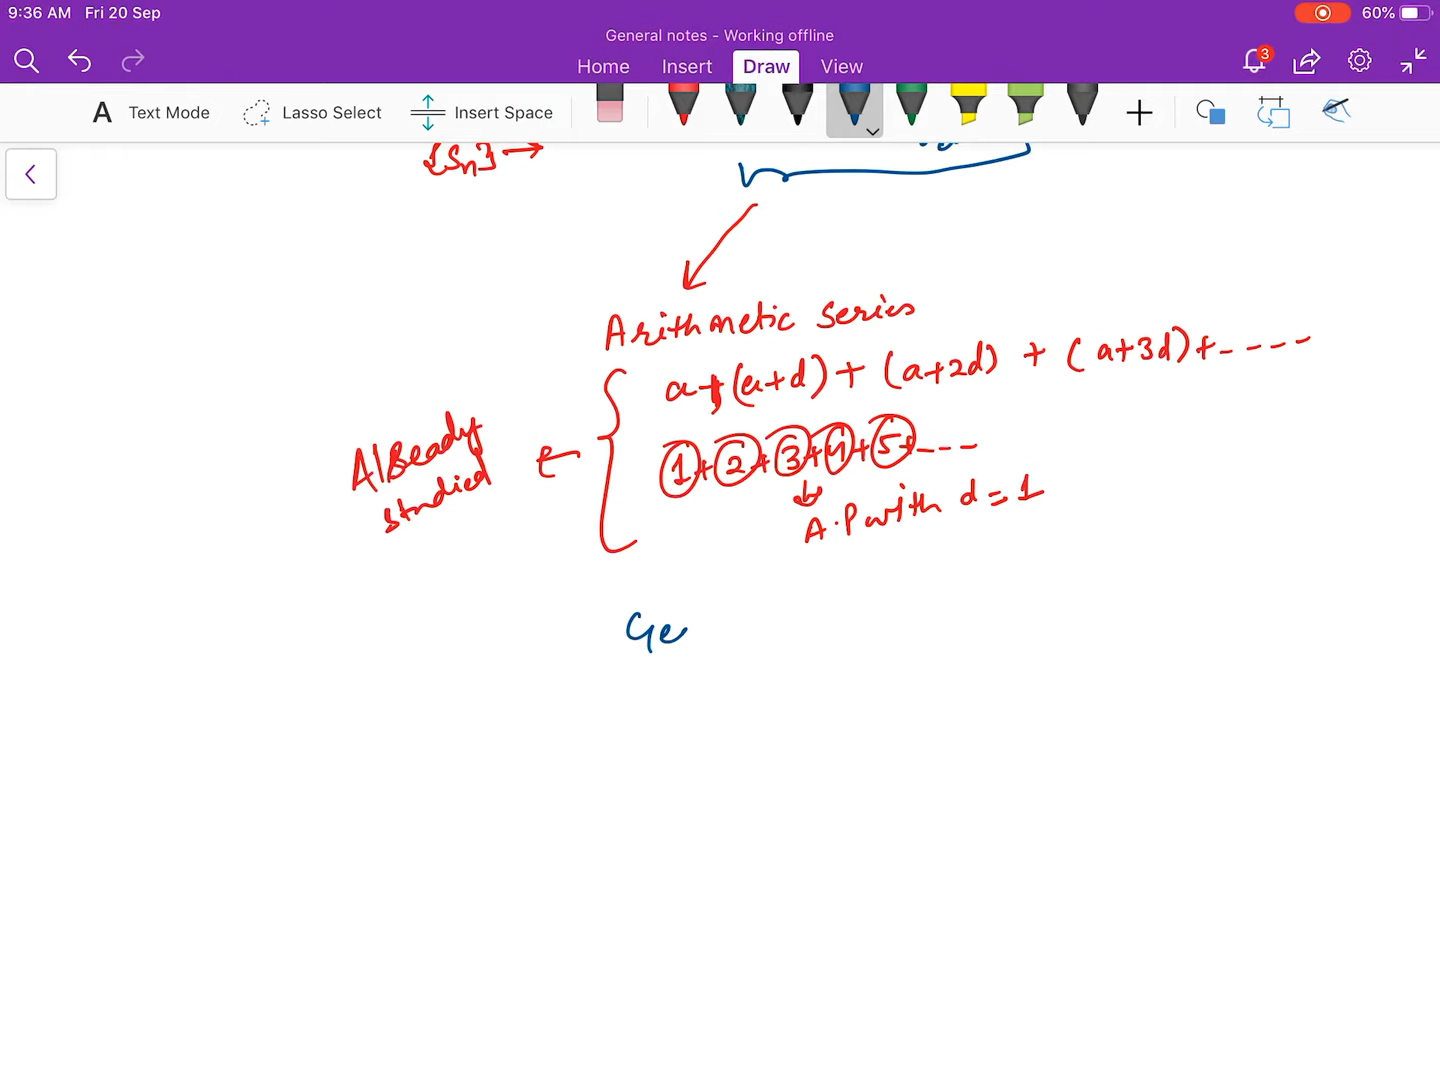 9:36 AM Fri 20 Sep 60%
General notes - Working offline
Home Insert Draw View 3
A Text Mode Lasso Select Insert Space
{Sn} →
Arithmetic series
a+(a+d)+(a+2d)+(a+3d)+----
1+2+3+4+5+---
Already
studied
A.P with d=1
Ge